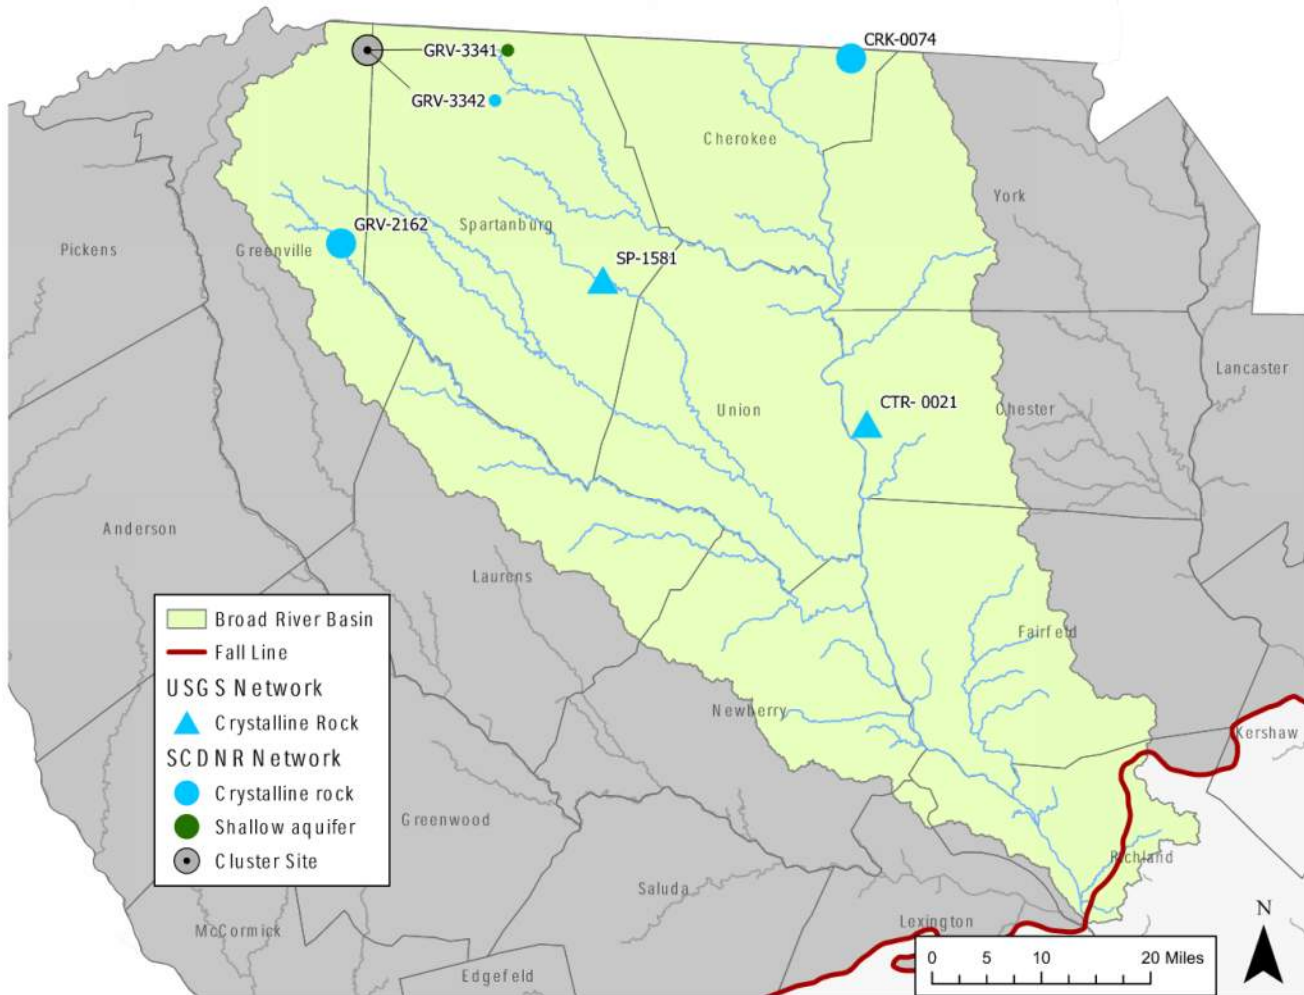 CRK-0074
GRV-3341
GRV-3342
Cherokee
York
GRV-2162
Spartanburg
Pickens
Greenville
SP-1581
Lancaster
CTR- 0021
Union
Chester
Anderson
Laurens
Fairfeld
Newberry
Kershaw
Greenwood
Richland
Saluda
Lexington
McCormick
Edgefeld
Broad River Basin
Fall Line
USGS Network
Crystalline Rock
SCDNR Network
Crystalline rock
Shallow aquifer
Cluster Site
N
0 5 10 20 Miles